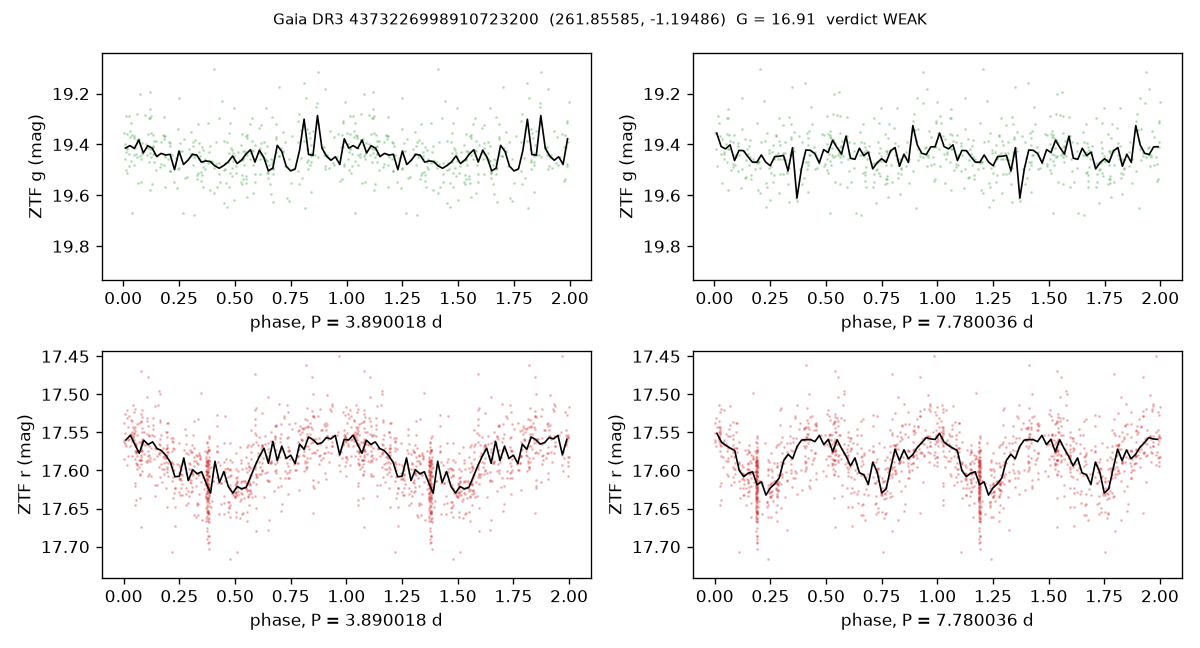 Gaia DR3 4373226998910723200  (261.85585, -1.19486)  G = 16.91  verdict WEAK
ZTF g (mag)
19.2
19.4
19.6
19.8
0.00 0.25 0.50 0.75 1.00 1.25 1.50 1.75 2.00
phase, P = 3.890018 d
ZTF g (mag)
19.2
19.4
19.6
19.8
0.00 0.25 0.50 0.75 1.00 1.25 1.50 1.75 2.00
phase, P = 7.780036 d
ZTF r (mag)
17.45
17.50
17.55
17.60
17.65
17.70
0.00 0.25 0.50 0.75 1.00 1.25 1.50 1.75 2.00
phase, P = 3.890018 d
ZTF r (mag)
17.45
17.50
17.55
17.60
17.65
17.70
0.00 0.25 0.50 0.75 1.00 1.25 1.50 1.75 2.00
phase, P = 7.780036 d